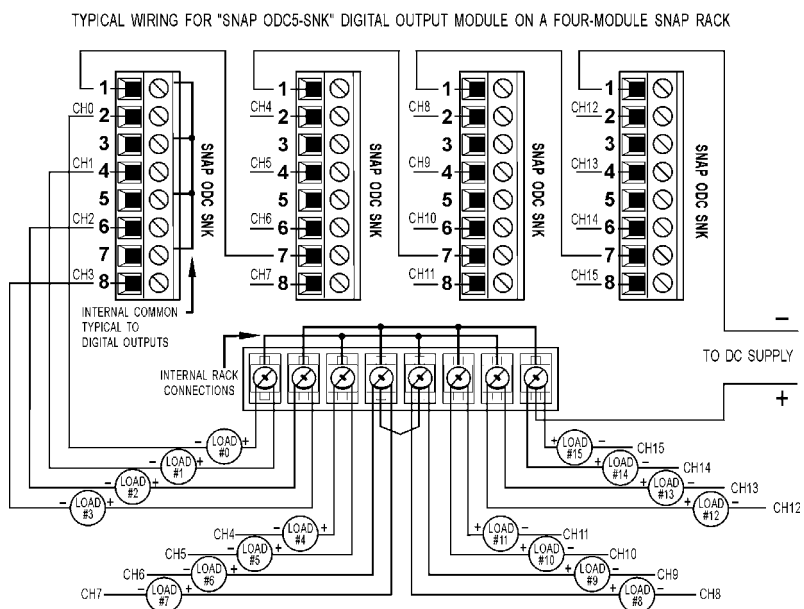 TYPICAL WIRING FOR "SNAP ODC5-SNK" DIGITAL OUTPUT MODULE ON A FOUR-MODULE SNAP RACK
1
CH0 2
3
CH1 4
5
CH2 6
7
CH3 8
SNAP ODC SNK
1
CH4 2
3
CH5 4
5
CH6 6
7
CH7 8
SNAP ODC SNK
1
CH8 2
3
CH9 4
5
CH10 6
7
CH11 8
SNAP ODC SNK
1
CH12 2
3
CH13 4
5
CH14 6
7
CH15 8
SNAP ODC SNK
INTERNAL COMMON
TYPICAL TO
DIGITAL OUTPUTS
INTERNAL RACK
CONNECTIONS
−
TO DC SUPPLY
+
− LOAD #0 +
− LOAD #1 +
− LOAD #2 +
− LOAD #3 +
CH4 − LOAD #4 +
CH5 − LOAD #5 +
CH6 − LOAD #6 +
CH7 − LOAD #7 +
+ LOAD #15 − CH15
+ LOAD #14 − CH14
+ LOAD #13 − CH13
+ LOAD #12 − CH12
+ LOAD #11 − CH11
+ LOAD #10 − CH10
+ LOAD #9 − CH9
+ LOAD #8 − CH8